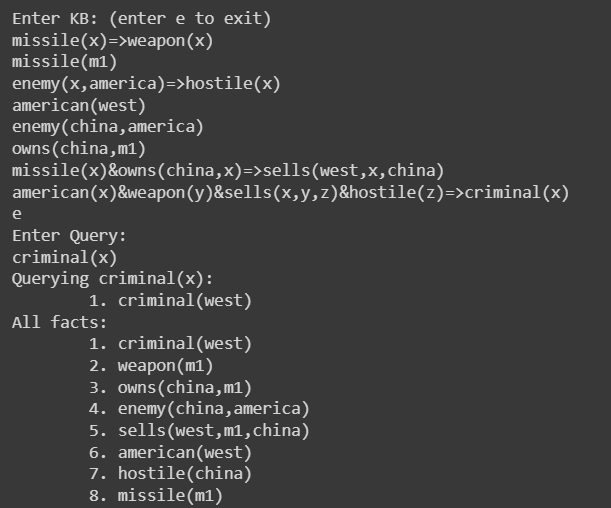 Enter KB: (enter e to exit)
missile(x)=>weapon(x)
missile(m1)
enemy(x,america)=>hostile(x)
american(west)
enemy(china,america)
owns(china,m1)
missile(x)&owns(china,x)=>sells(west,x,china)
american(x)&weapon(y)&sells(x,y,z)&hostile(z)=>criminal(x)
e
Enter Query:
criminal(x)
Querying criminal(x):
1. criminal(west)
All facts:
1. criminal(west)
2. weapon(m1)
3. owns(china,m1)
4. enemy(china,america)
5. sells(west,m1,china)
6. american(west)
7. hostile(china)
8. missile(m1)